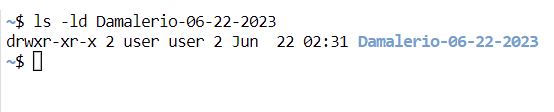 ~$ ls -ld Damalerio-06-22-2023
drwxr-xr-x 2 user user 2 Jun  22 02:31 Damalerio-06-22-2023
~$